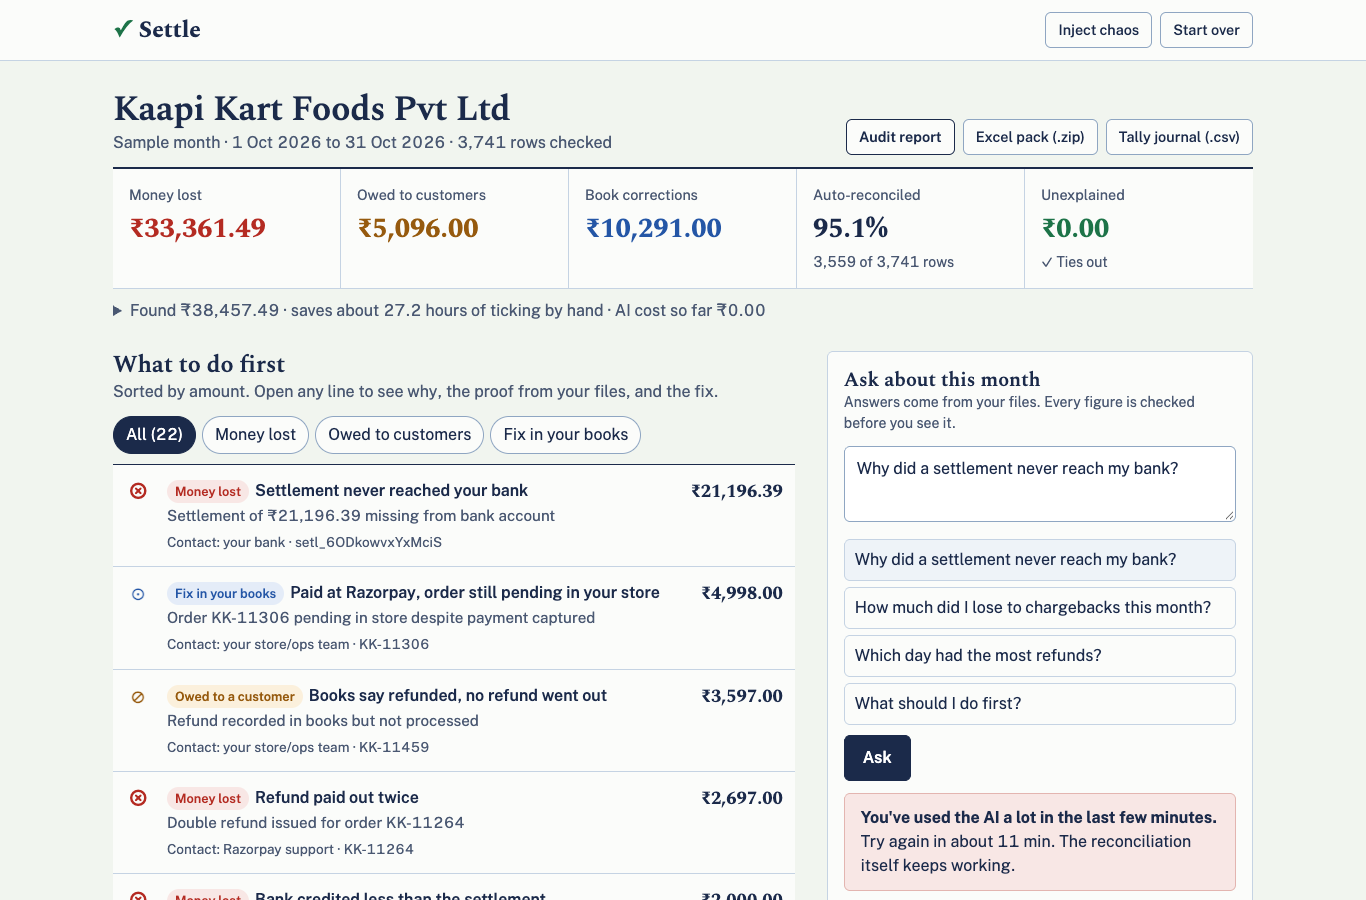 ✓ Settle
Inject chaos
Start over
Kaapi Kart Foods Pvt Ltd
Sample month · 1 Oct 2026 to 31 Oct 2026 · 3,741 rows checked
Audit report
Excel pack (.zip)
Tally journal (.csv)
Money lost
₹33,361.49
Owed to customers
₹5,096.00
Book corrections
₹10,291.00
Auto-reconciled
95.1%
3,559 of 3,741 rows
Unexplained
₹0.00
✓ Ties out
Found ₹38,457.49 · saves about 27.2 hours of ticking by hand · AI cost so far ₹0.00
What to do first
Sorted by amount. Open any line to see why, the proof from your files, and the fix.
All (22)
Money lost
Owed to customers
Fix in your books
Money lost Settlement never reached your bank ₹21,196.39
Settlement of ₹21,196.39 missing from bank account
Contact: your bank · setl_6ODkowvxYxMciS
Fix in your books Paid at Razorpay, order still pending in your store ₹4,998.00
Order KK-11306 pending in store despite payment captured
Contact: your store/ops team · KK-11306
Owed to a customer Books say refunded, no refund went out ₹3,597.00
Refund recorded in books but not processed
Contact: your store/ops team · KK-11459
Money lost Refund paid out twice ₹2,697.00
Double refund issued for order KK-11264
Contact: Razorpay support · KK-11264
Money lost Bank credited less than the settlement ₹2,000.00
Ask about this month
Answers come from your files. Every figure is checked
before you see it.
Why did a settlement never reach my bank?
Why did a settlement never reach my bank?
How much did I lose to chargebacks this month?
Which day had the most refunds?
What should I do first?
Ask
You've used the AI a lot in the last few minutes.
Try again in about 11 min. The reconciliation
itself keeps working.